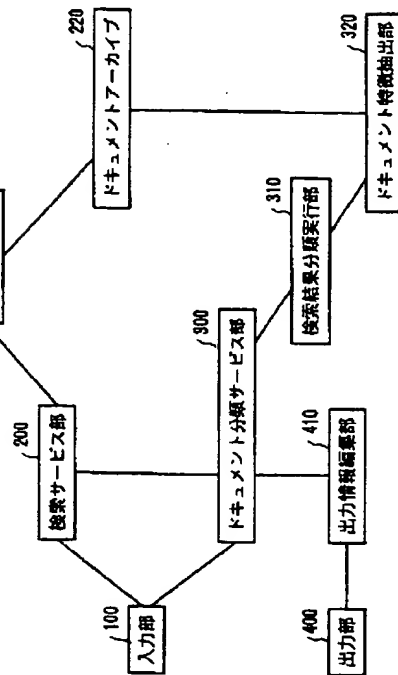 220
ドキュメントアーカイブ
320
ドキュメント特徴抽出部
310
検索結果分類実行部
200
検索サービス部
300
ドキュメント分類サービス部
100
入力部
410
出力情報編集部
400
出力部